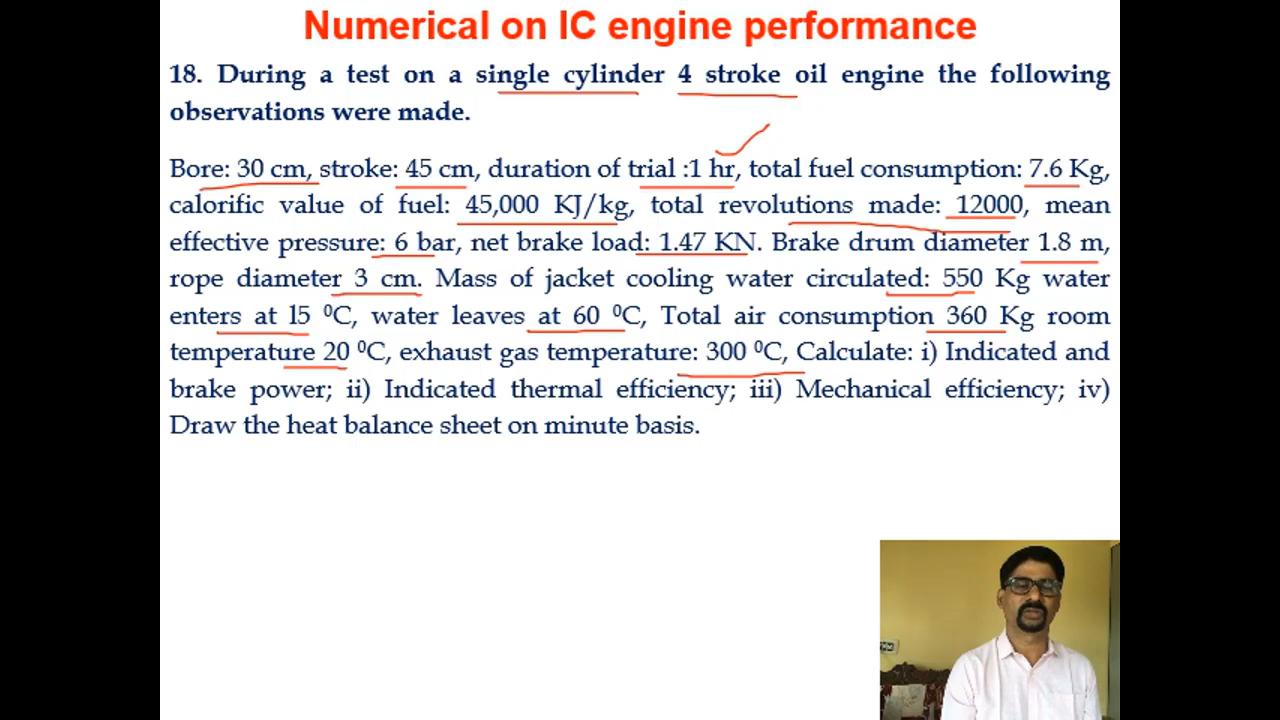 Numerical on IC engine performance
18. During a test on a single cylinder 4 stroke oil engine the following
observations were made.
Bore: 30 cm, stroke: 45 cm, duration of trial :1 hr, total fuel consumption: 7.6 Kg,
calorific value of fuel: 45,000 KJ/kg, total revolutions made: 12000, mean
effective pressure: 6 bar, net brake load: 1.47 KN. Brake drum diameter 1.8 m,
rope diameter 3 cm. Mass of jacket cooling water circulated: 550 Kg water
enters at l5 ⁰C, water leaves at 60 ⁰C, Total air consumption 360 Kg room
temperature 20 ⁰C, exhaust gas temperature: 300 ⁰C, Calculate: i) Indicated and
brake power; ii) Indicated thermal efficiency; iii) Mechanical efficiency; iv)
Draw the heat balance sheet on minute basis.